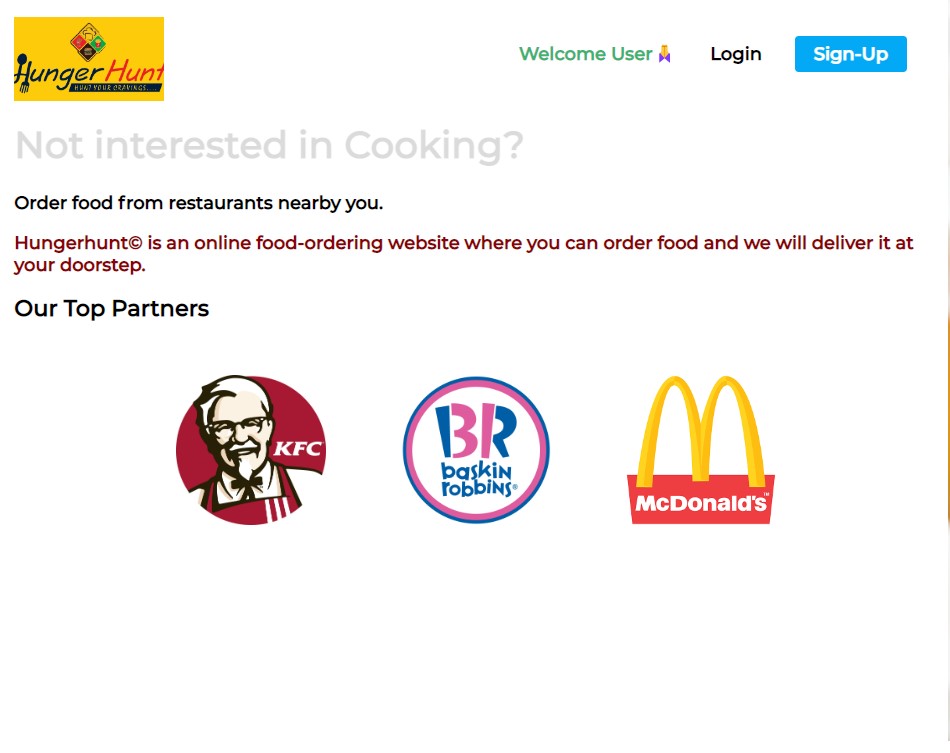 Hunger Hunt
HUNT YOUR CRAVINGS....
Welcome User
Login
Sign-Up
Not interested in Cooking?
Order food from restaurants nearby you.
Hungerhunt© is an online food-ordering website where you can order food and we will deliver it at
your doorstep.
Our Top Partners
KFC
BR
baskin
robbins®
McDonald's™